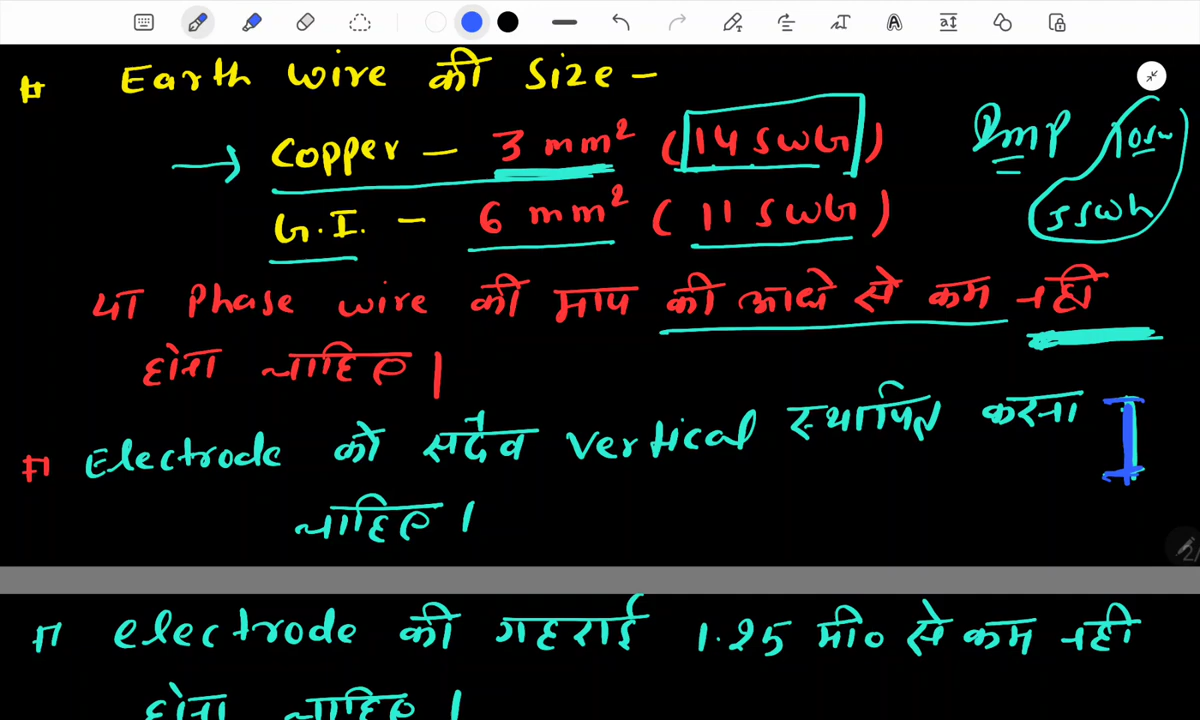 # Earth wire की size –
→ Copper – 3 mm² (14 SWG)
G.I. – 6 mm² (11 SWG)
या Phase wire की माप की आधे से कम नही
होना चाहिए।
# Electrode को सदैव vertical स्थापित करना
चाहिए।
# electrode की गहराई 1.25 मी० से कम नही
होना चाहिए।